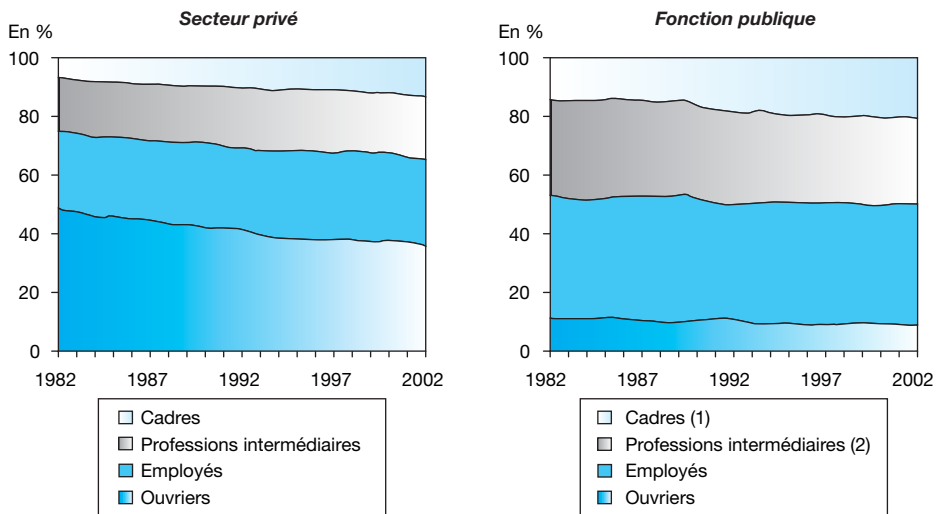 Secteur privé
En %
100
80
60
40
20
0
1982 1987 1992 1997 2002
Cadres
Professions intermédiaires
Employés
Ouvriers
Fonction publique
En %
100
80
60
40
20
0
1982 1987 1992 1997 2002
Cadres (1)
Professions intermédiaires (2)
Employés
Ouvriers